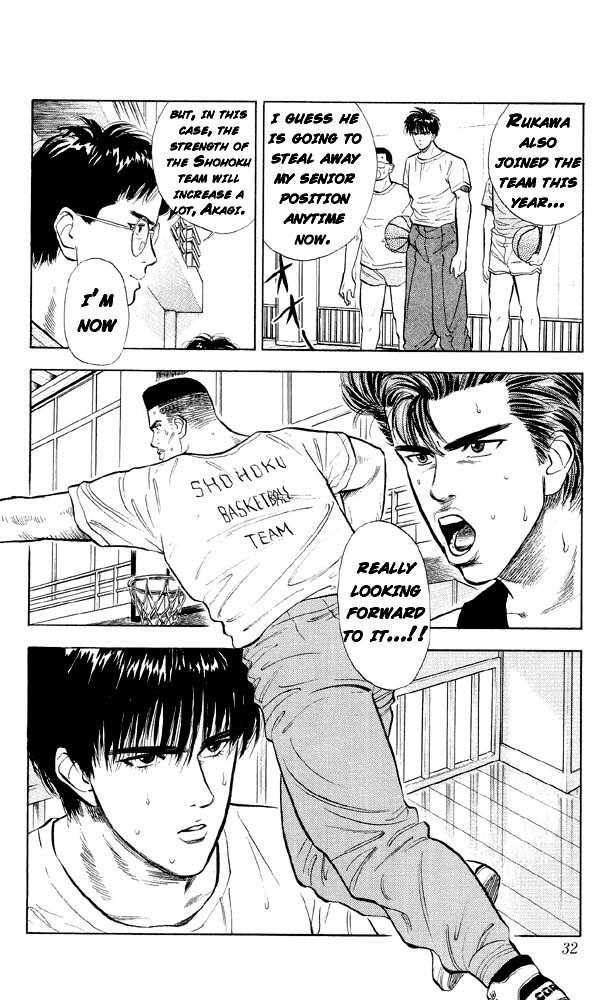 RUKAWA
ALSO
JOINED THE
TEAM THIS
YEAR...
I GUESS HE
IS GOING TO
STEAL AWAY
MY SENIOR
POSITION
ANYTIME
NOW.
BUT, IN THIS
CASE, THE
STRENGTH OF
THE SHOHOKU
TEAM WILL
INCREASE A
LOT, AKAGI.
I'M
NOW
SHOHOKU
BASKETBALL
TEAM
REALLY
LOOKING
FORWARD
TO IT...!!
32